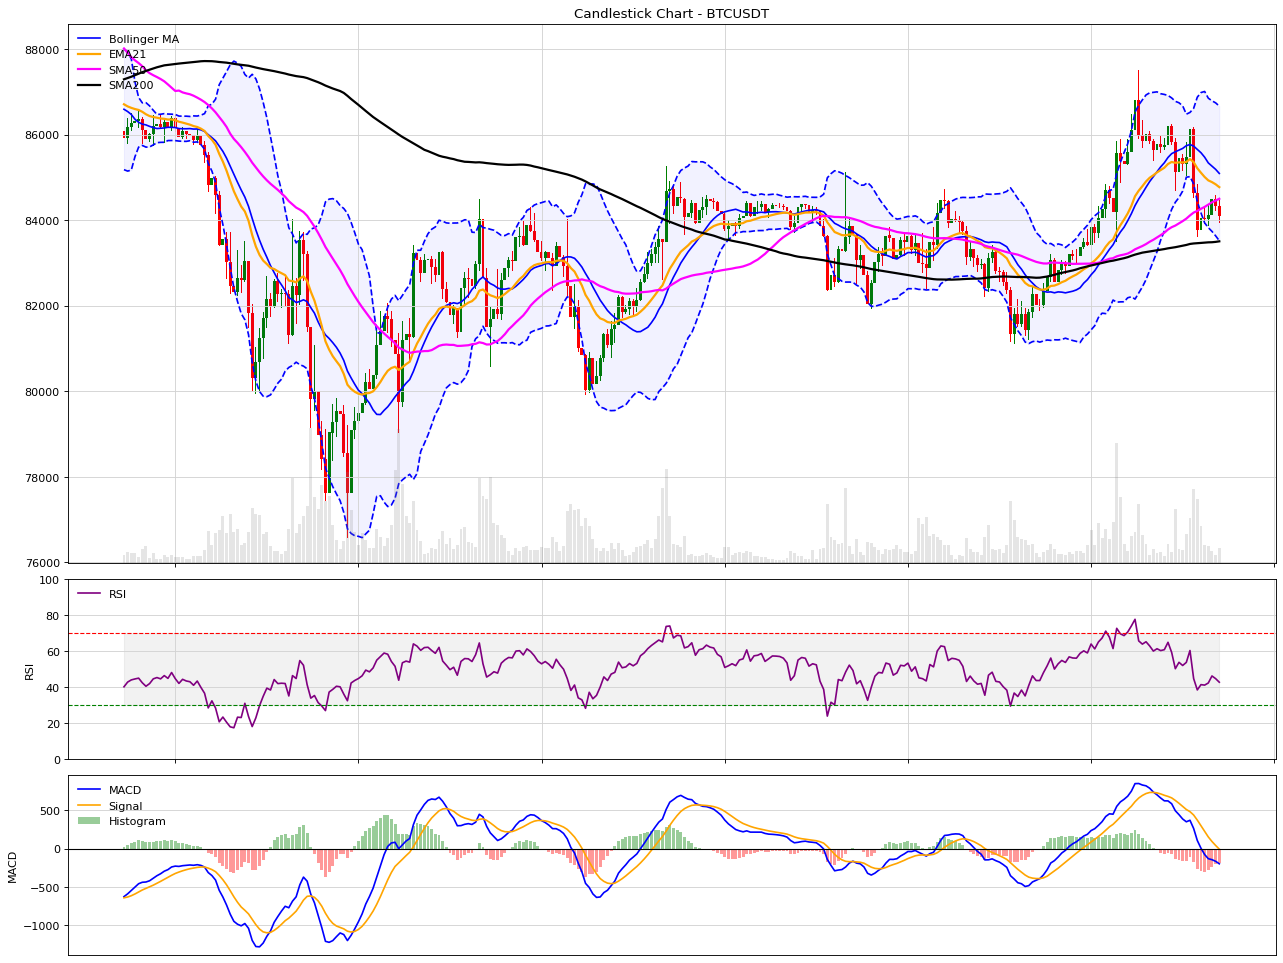 Candlestick Chart - BTCUSDT
Bollinger MA
EMA21
SMA50
SMA200
88000
86000
84000
82000
80000
78000
76000
RSI
100
80
60
40
20
0
RSI
MACD
Signal
Histogram
500
0
−500
−1000
MACD